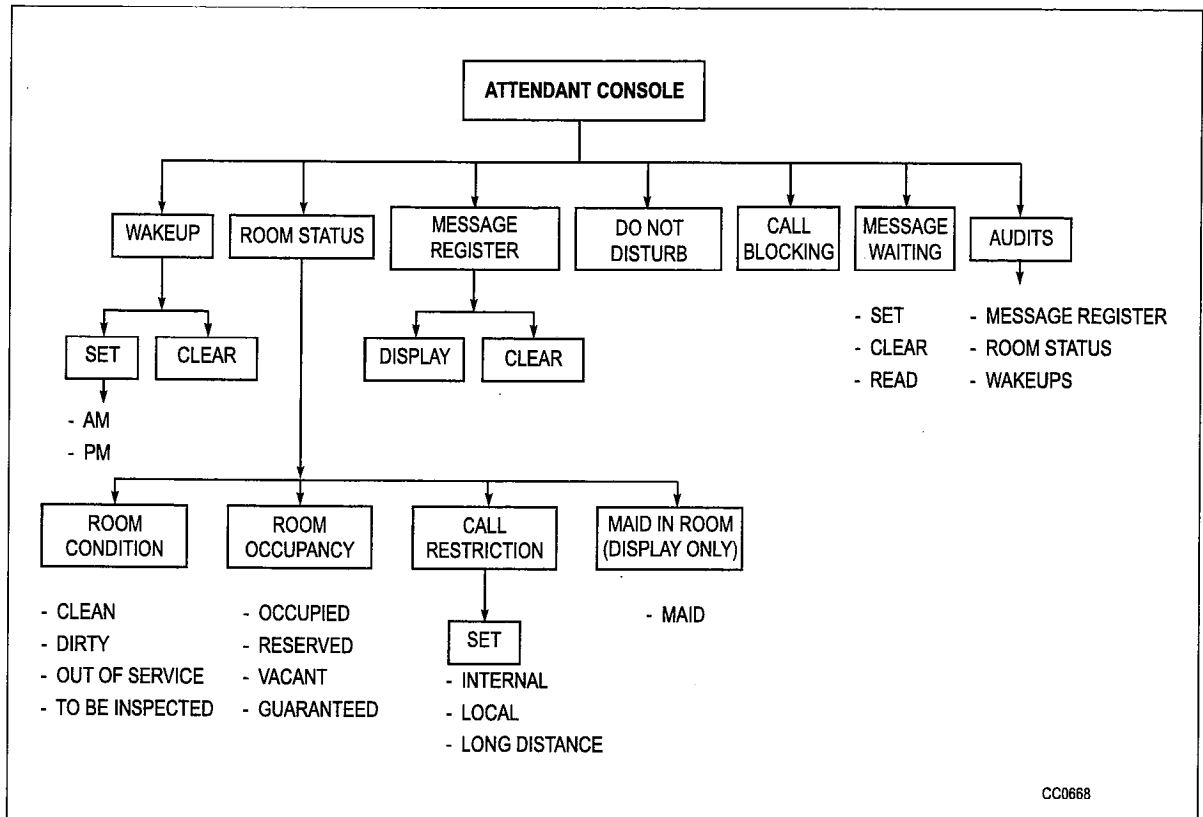 ATTENDANT CONSOLE
WAKEUP
ROOM STATUS
MESSAGE
REGISTER
DO NOT
DISTURB
CALL
BLOCKING
MESSAGE
WAITING
AUDITS
SET
CLEAR
DISPLAY
CLEAR
- SET
- CLEAR
- READ
- MESSAGE REGISTER
- ROOM STATUS
- WAKEUPS
- AM
- PM
ROOM
CONDITION
ROOM
OCCUPANCY
CALL
RESTRICTION
MAID IN ROOM
(DISPLAY ONLY)
- CLEAN
- DIRTY
- OUT OF SERVICE
- TO BE INSPECTED
- OCCUPIED
- RESERVED
- VACANT
- GUARANTEED
SET
- INTERNAL
- LOCAL
- LONG DISTANCE
- MAID
CC0668